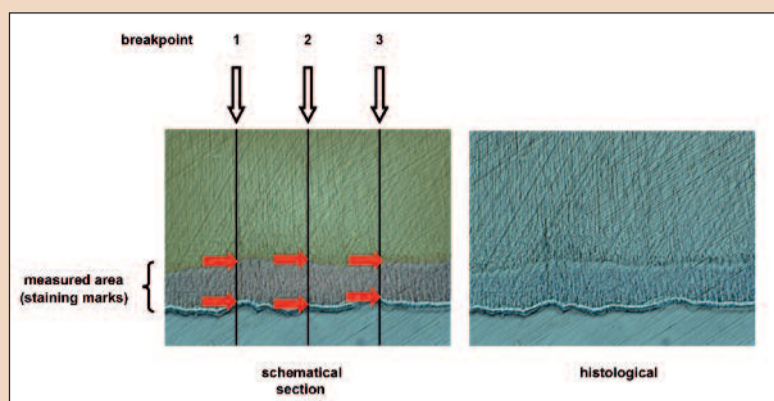 breakpoint 1 2 3
measured area
(staining marks)
schematical
section
histological